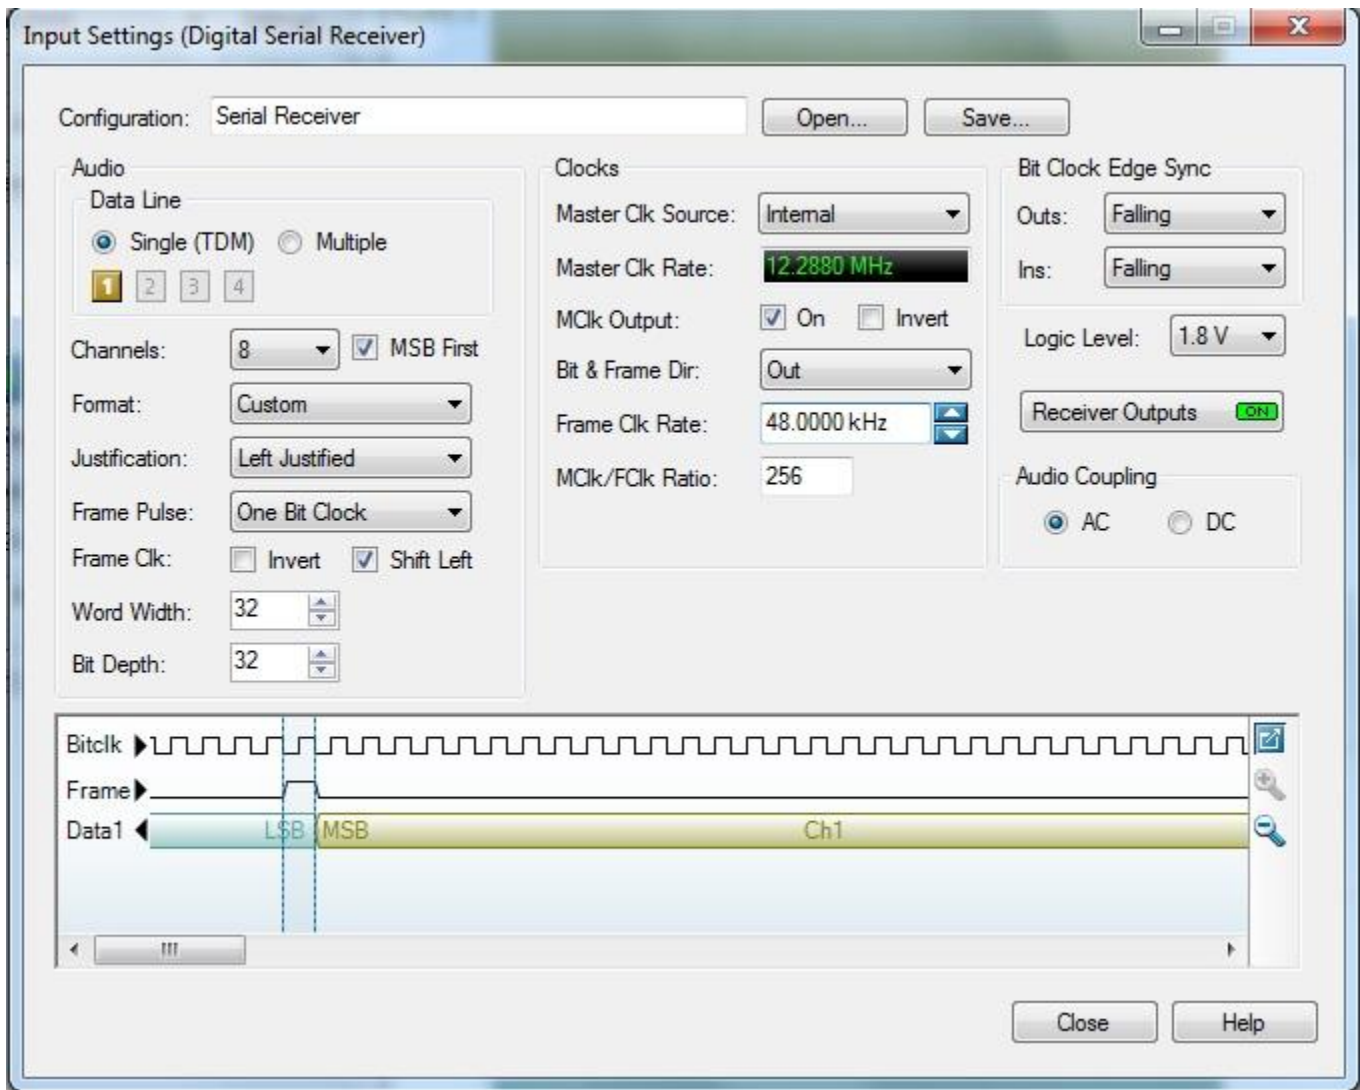 Input Settings (Digital Serial Receiver)
Configuration: Serial Receiver Open... Save...
Audio
Data Line
Single (TDM) Multiple
1 2 3 4
Channels: 8 MSB First
Format: Custom
Justification: Left Justified
Frame Pulse: One Bit Clock
Frame Clk: Invert Shift Left
Word Width: 32
Bit Depth: 32
Clocks
Master Clk Source: Internal
Master Clk Rate: 12.2880 MHz
MClk Output: On Invert
Bit & Frame Dir: Out
Frame Clk Rate: 48.0000 kHz
MClk/FClk Ratio: 256
Bit Clock Edge Sync
Outs: Falling
Ins: Falling
Logic Level: 1.8 V
Receiver Outputs ON
Audio Coupling
AC DC
Bitclk
Frame
Data1 LSB MSB Ch1
Close Help